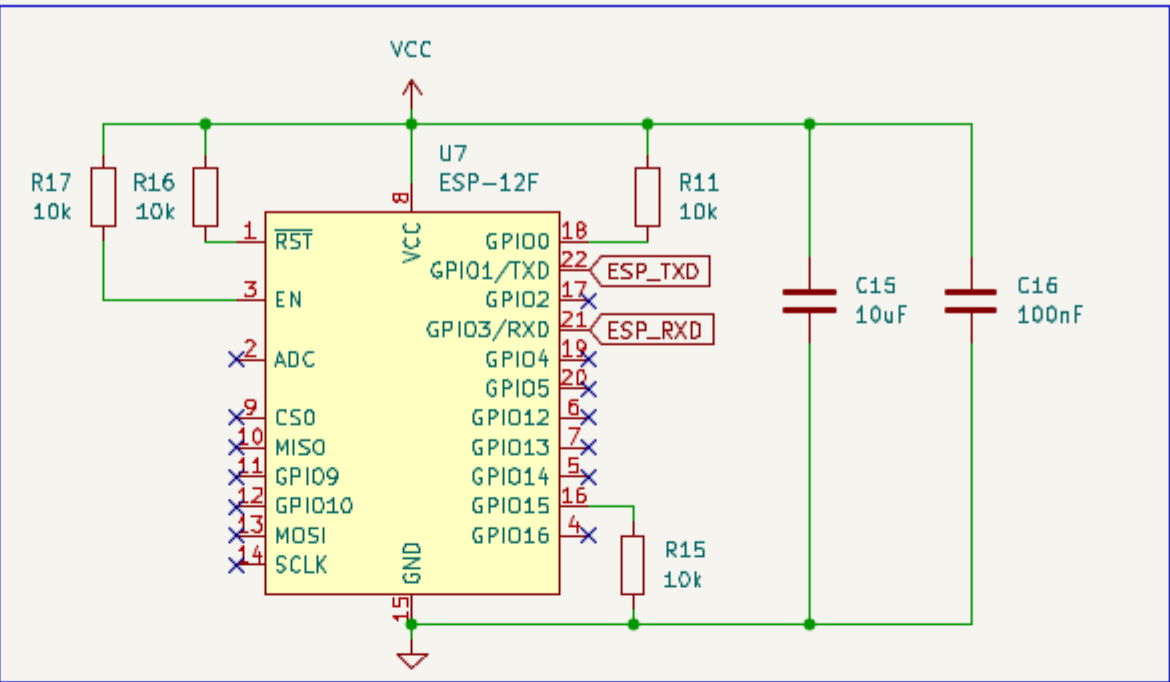 VCC
U7
ESP-12F
R17
10k
R16
10k
R11
10k
8
VCC
1
RST
3
EN
2
ADC
9
CS0
10
MISO
11
GPIO9
12
GPIO10
13
MOSI
14
SCLK
GPIO0
18
GPIO1/TXD
22
ESP_TXD
GPIO2
17
GPIO3/RXD
21
ESP_RXD
GPIO4
19
GPIO5
20
GPIO12
6
GPIO13
7
GPIO14
5
GPIO15
16
GPIO16
4
GND
15
R15
10k
C15
10uF
C16
100nF